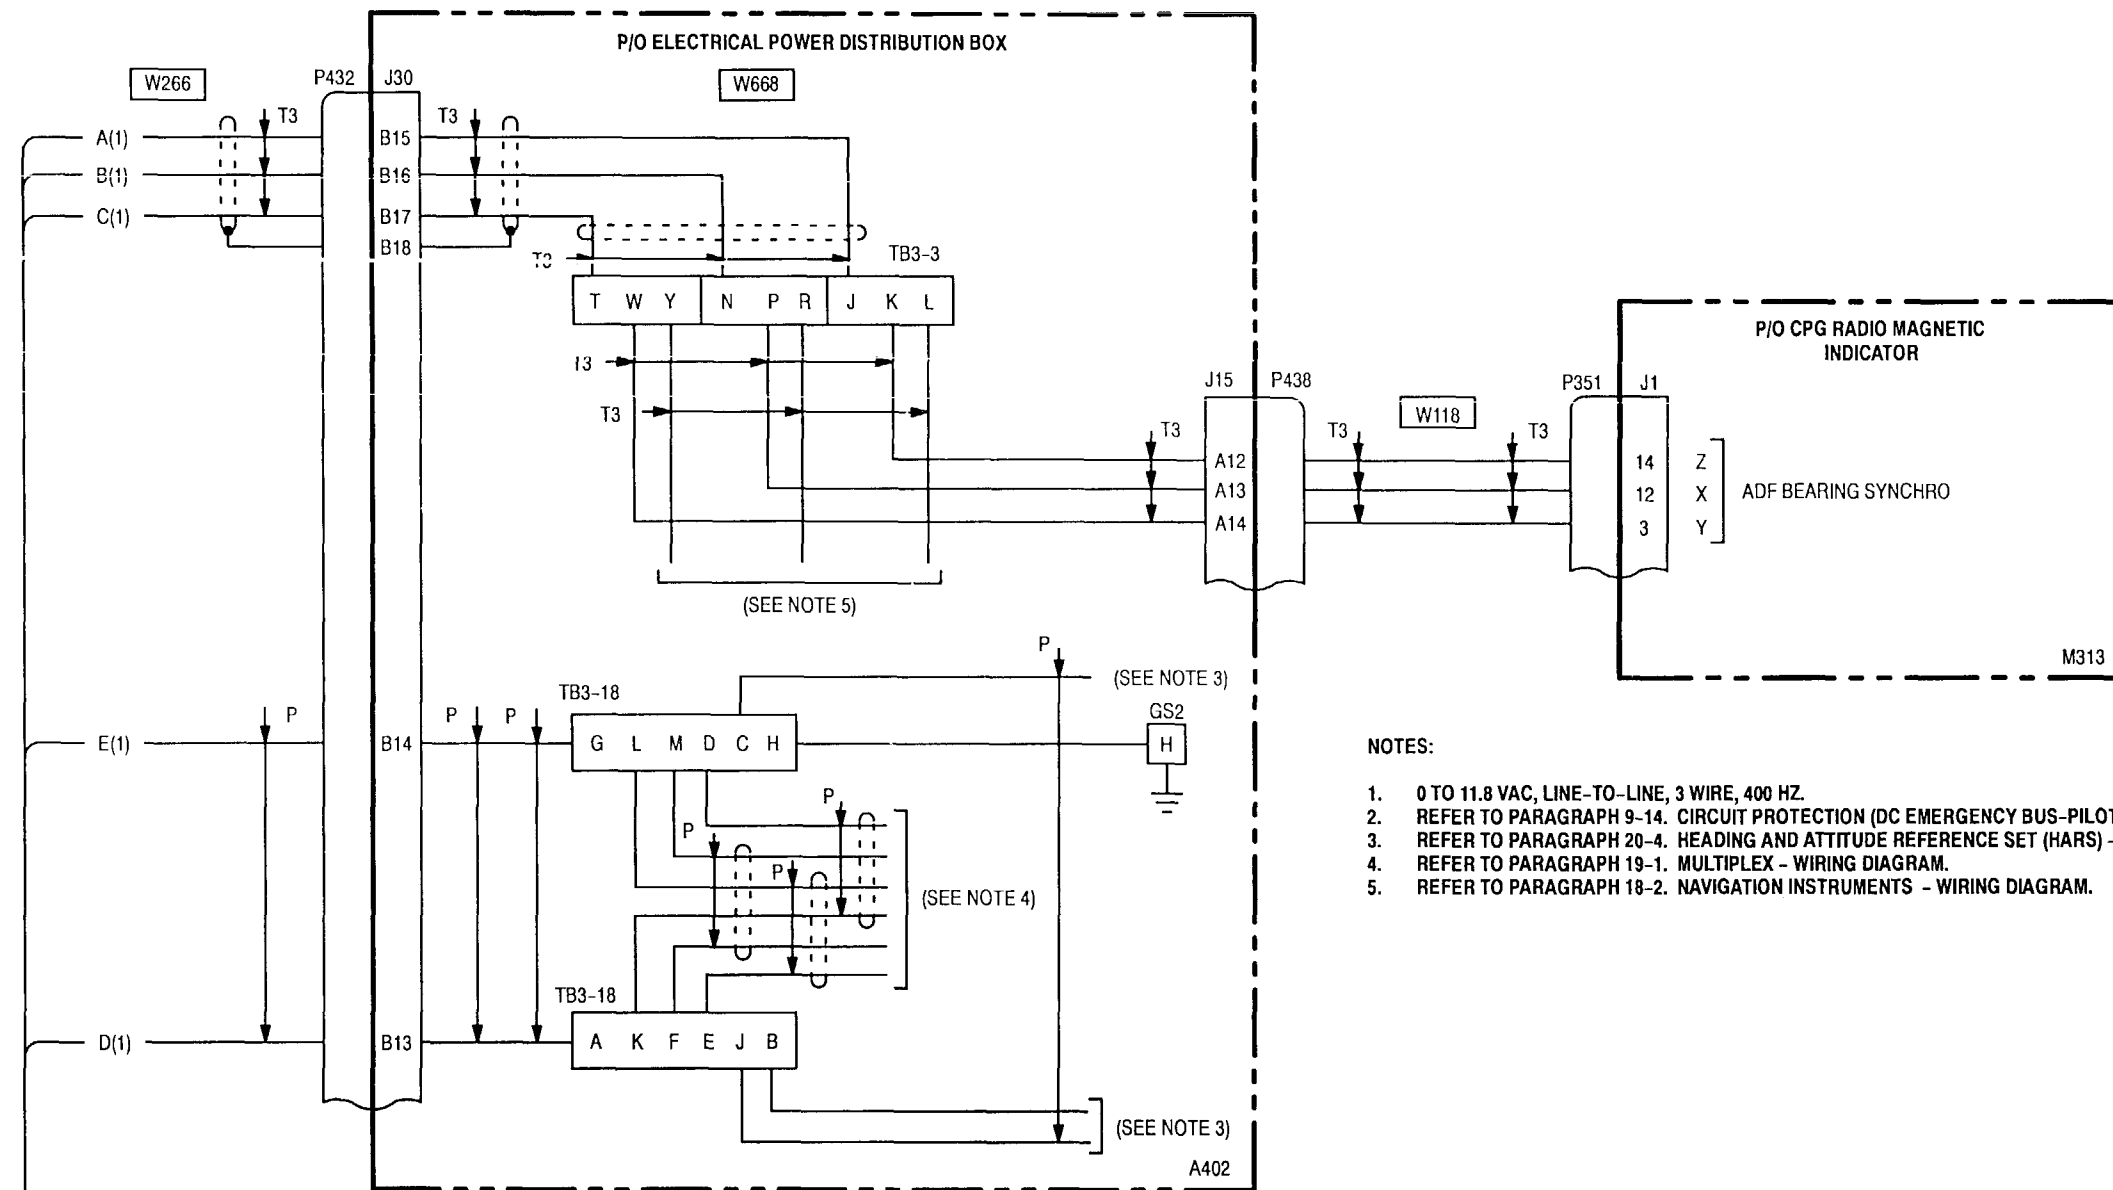 P/O ELECTRICAL POWER DISTRIBUTION BOX
W266
P432
J30
W668
A(1)
T3
B15
T3
B(1)
B16
C(1)
B17
B18
T3
TB3-3
T W Y N P R J K L
T3
T3
J15
P438
W118
T3
A12
T3
T3
A13
A14
(SEE NOTE 5)
P/O CPG RADIO MAGNETIC
INDICATOR
P351
J1
14 Z
12 X ADF BEARING SYNCHRO
3 Y
M313
P
(SEE NOTE 3)
TB3-18
GS2
E(1)
P
B14
P
P
G L M D C H
H
P
P
P
(SEE NOTE 4)
TB3-18
D(1)
B13
A K F E J B
(SEE NOTE 3)
A402
NOTES:
1. 0 TO 11.8 VAC, LINE-TO-LINE, 3 WIRE, 400 HZ.
2. REFER TO PARAGRAPH 9-14. CIRCUIT PROTECTION (DC EMERGENCY BUS-PILOT
3. REFER TO PARAGRAPH 20-4. HEADING AND ATTITUDE REFERENCE SET (HARS) -
4. REFER TO PARAGRAPH 19-1. MULTIPLEX - WIRING DIAGRAM.
5. REFER TO PARAGRAPH 18-2. NAVIGATION INSTRUMENTS - WIRING DIAGRAM.